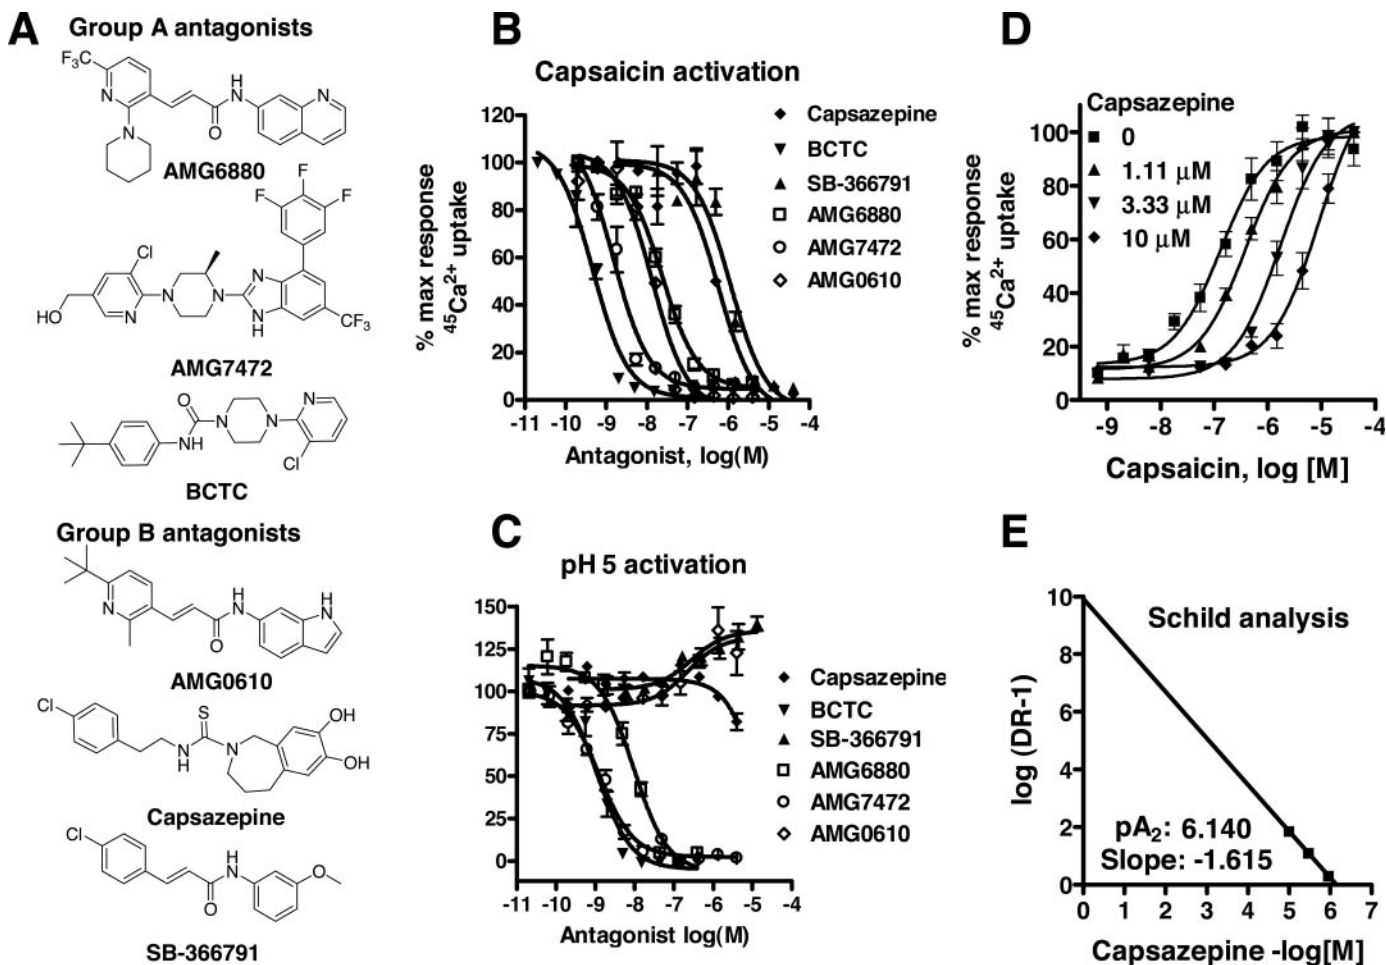 A
Group A antagonists
F3C
N
N
H
N
O
N
AMG6880
F
F
F
Cl
HO
N
N
N
N
N
H
CF3
AMG7472
O
NH
N
N
N
Cl
BCTC
Group B antagonists
N
H
N
O
H
N
AMG0610
Cl
S
NH
N
OH
OH
Capsazepine
Cl
H
N
O
O
SB-366791
B
Capsaicin activation
% max response
45Ca2+ uptake
120
100
80
60
40
20
0
-11 -10 -9 -8 -7 -6 -5 -4
Antagonist, log(M)
Capsazepine
BCTC
SB-366791
AMG6880
AMG7472
AMG0610
C
pH 5 activation
150
125
100
75
50
25
0
-11 -10 -9 -8 -7 -6 -5 -4
Antagonist log(M)
Capsazepine
BCTC
SB-366791
AMG6880
AMG7472
AMG0610
D
Capsazepine
0
1.11 µM
3.33 µM
10 µM
% max response
45Ca2+ uptake
100
80
60
40
20
0
-9 -8 -7 -6 -5 -4
Capsaicin, log [M]
E
Schild analysis
log (DR-1)
10
8
6
4
2
0
pA2: 6.140
Slope: -1.615
0 1 2 3 4 5 6 7
Capsazepine -log[M]